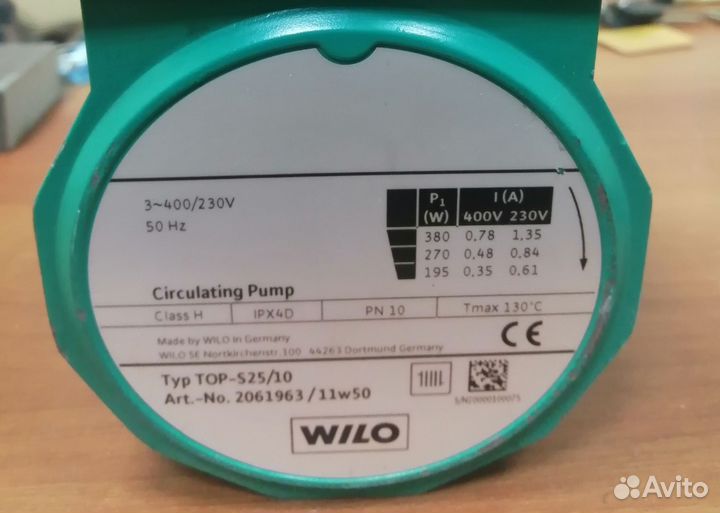 3~400/230V
50 Hz
P1 (W) I (A)
400V 230V
380 0,78 1,35
270 0,48 0,84
195 0,35 0,61
Circulating Pump
Class H IPX4D PN 10 Tmax 130°C
Made by WILO in Germany
WILO SE Nortkirchenstr. 100 44263 Dortmund Germany
CE
Typ TOP-S25/10
Art.-No. 2061963/11w50
S/N20000300075
WILO
Avito